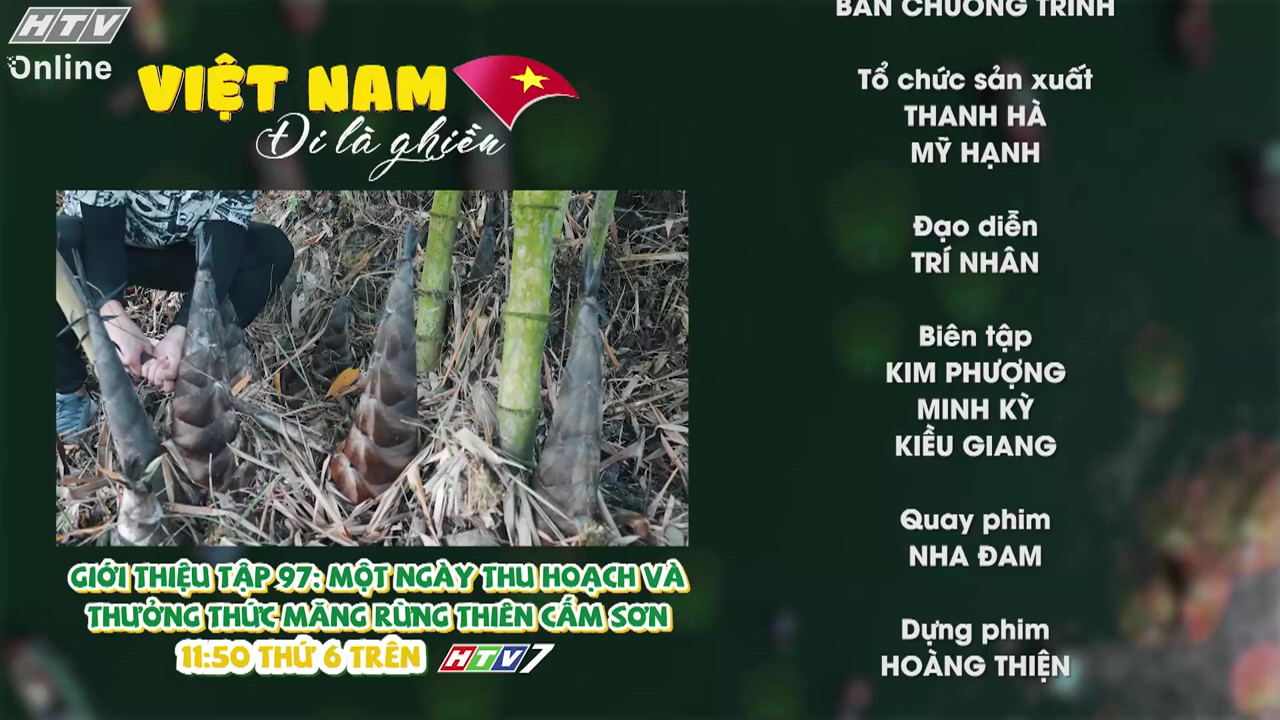 HTV
Online
VIỆT NAM
Đi là ghiền
GIỚI THIỆU TẬP 97: MỘT NGÀY THU HOẠCH VÀ
THƯỞNG THỨC MĂNG RỪNG THIÊN CẤM SƠN
11:50 THỨ 6 TRÊN HTV7
BAN CHƯƠNG TRÌNH
Tổ chức sản xuất
THANH HÀ
MỸ HẠNH
Đạo diễn
TRÍ NHÂN
Biên tập
KIM PHƯỢNG
MINH KỲ
KIỀU GIANG
Quay phim
NHA ĐAM
Dựng phim
HOÀNG THIỆN